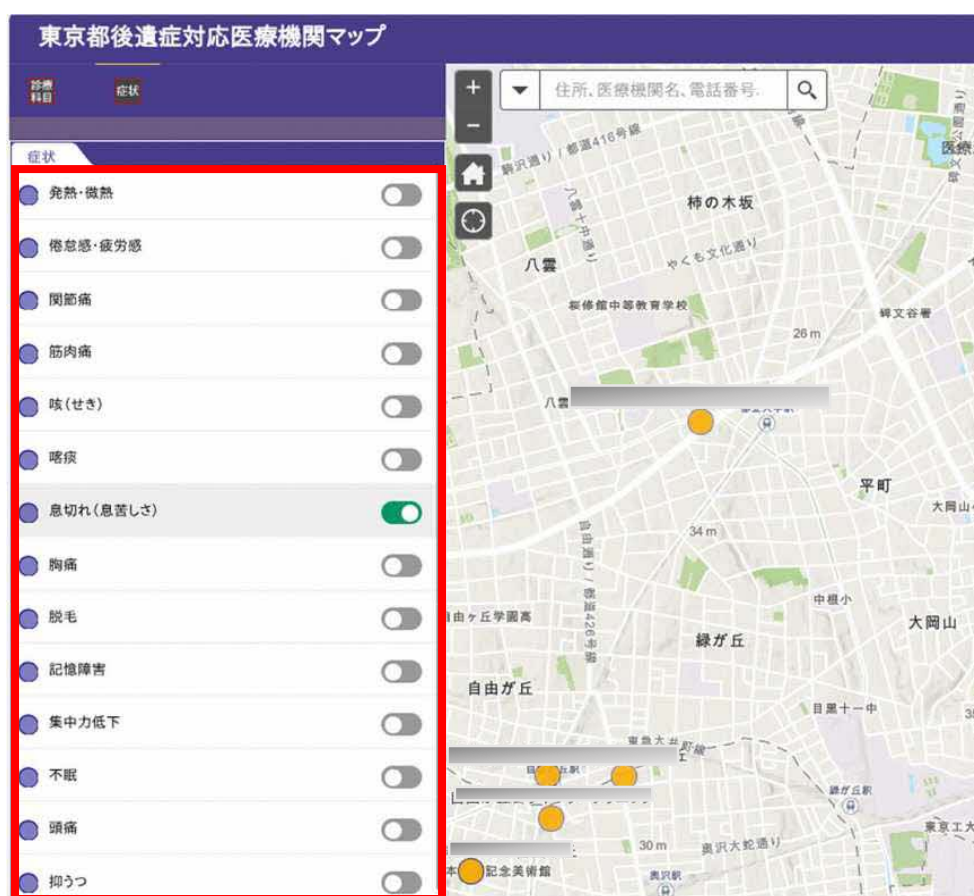 東京都後遺症対応医療機関マップ
診療
科目
症状
住所、医療機関名、電話番号.
症状
発熱・微熱
倦怠感・疲労感
関節痛
筋肉痛
咳(せき)
喀痰
息切れ(息苦しさ)
胸痛
脱毛
記憶障害
集中力低下
不眠
頭痛
抑うつ
駒沢通り / 都道416号線
八雲十中通り
柿の木坂
やくも文化通り
八雲
桜修館中等教育学校
碑文谷署
26 m
八雲
平町
大岡山
34 m
自由通り / 都道426号線
中根小
自由ヶ丘学園高
緑が丘
大岡山
自由が丘
目黒十一中
東急大井町線
緑が丘駅
東京工大
30 m
奥沢大蛇通り
記念美術館
奥沢駅